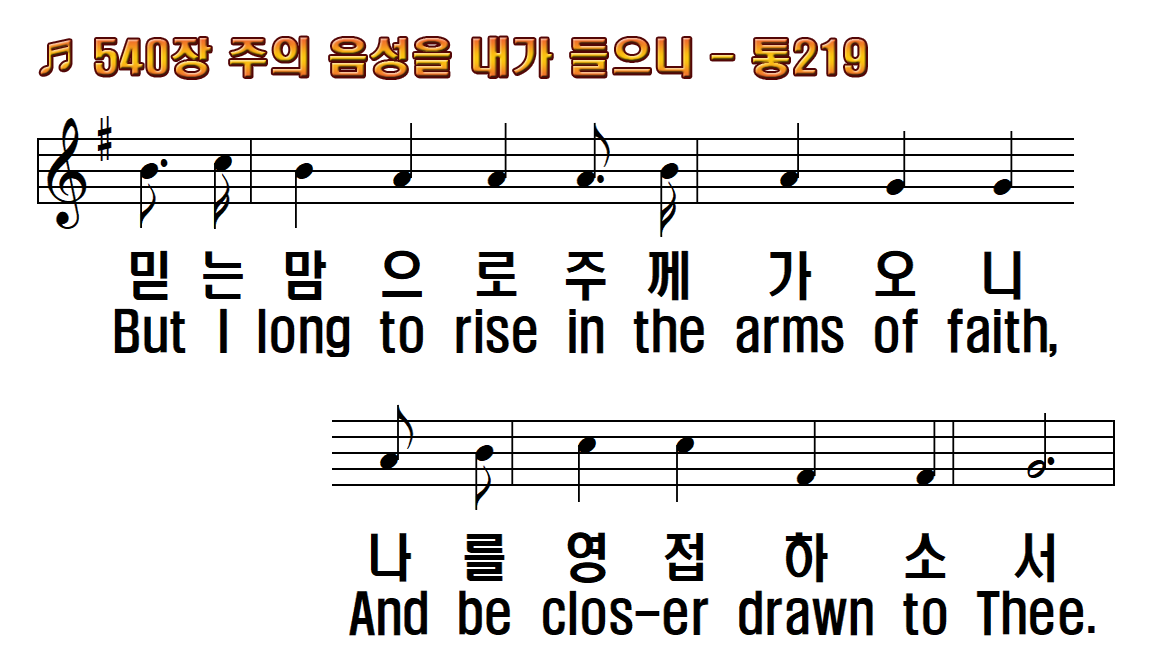 ♬ 540장 주의 음성을 내가 들으니 - 통219
믿 는 맘 으 로 주 께 가 오 니
But I long to rise in the arms of faith,
나 를 영 접 하 소 서
And be clos-er drawn to Thee.